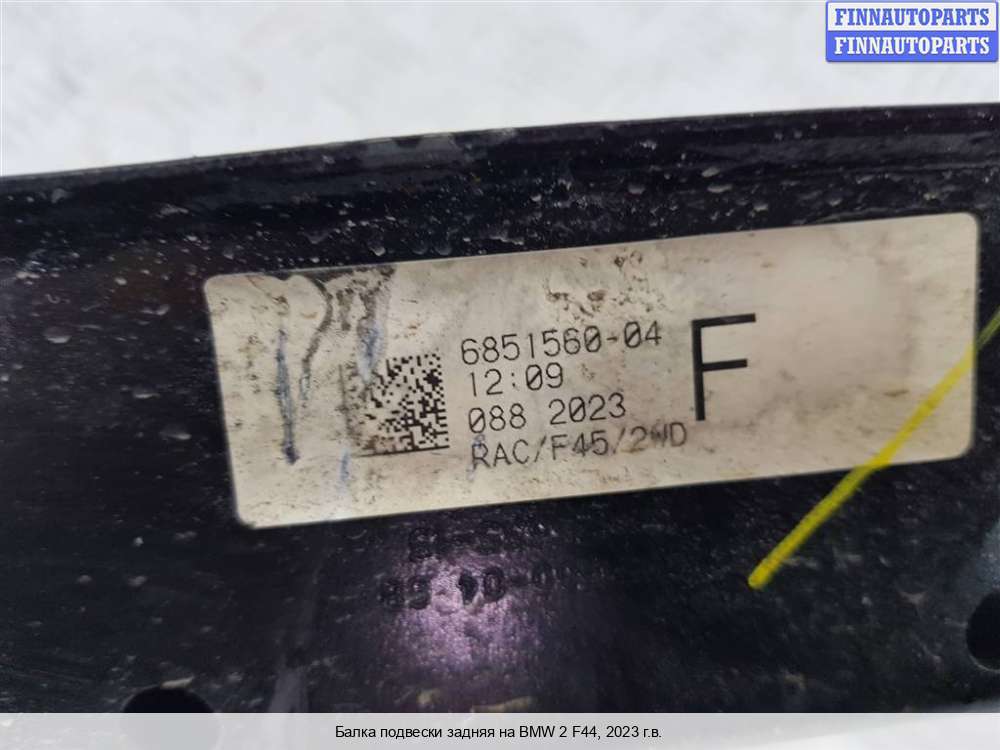 FINNAUTOPARTS
FINNAUTOPARTS
6851560-04
12:09
088 2023
RAC/F45/2WD
F
Балка подвески задняя на BMW 2 F44, 2023 г.в.